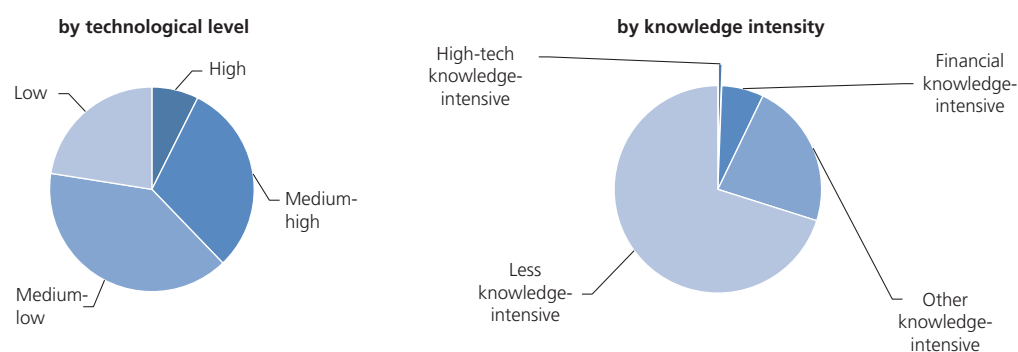 by technological level
High
Low
Medium-
high
Medium-
low
by knowledge intensity
High-tech
knowledge-
intensive
Financial
knowledge-
intensive
Less
knowledge-
intensive
Other
knowledge-
intensive